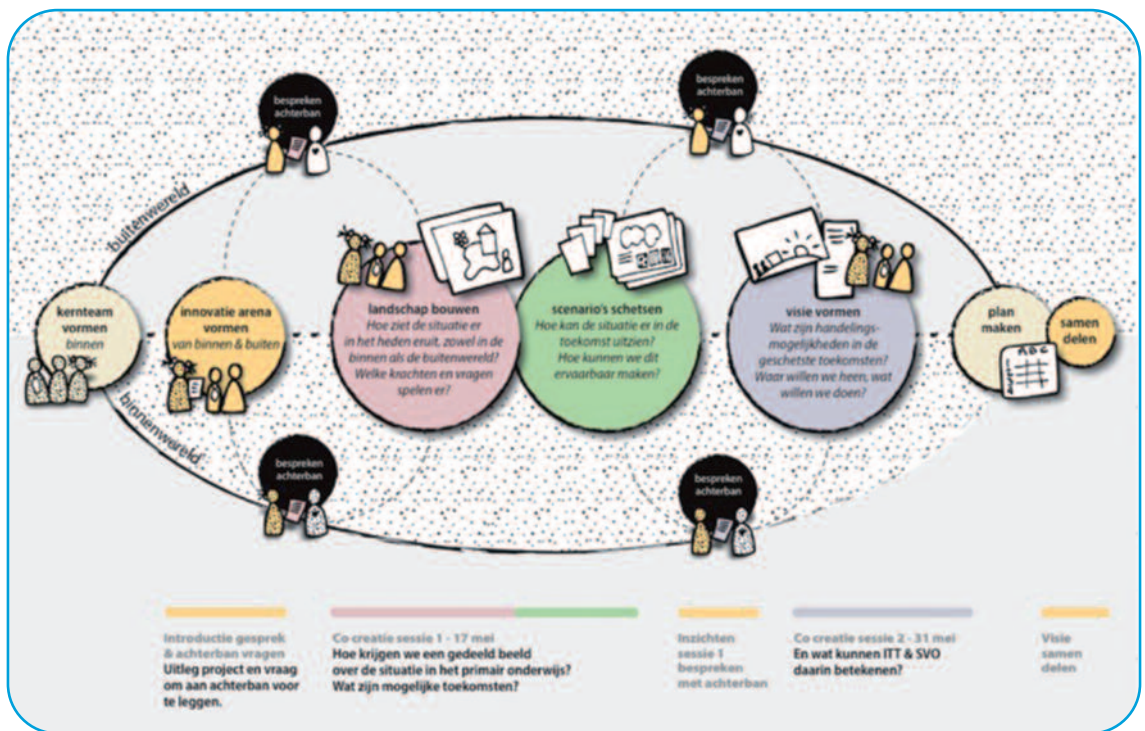 bespreken
achterban
bespreken
achterban
buitenwereld
kernteam
vormen
binnen
innovatie arena
vormen
van binnen & buiten
landschap bouwen
Hoe ziet de situatie er
in het heden eruit, zowel in de
binnen als de buitenwereld?
Welke krachten en vragen
spelen er?
scenario's schetsen
Hoe kan de situatie er in de
toekomst uitzien?
Hoe kunnen we dit
ervaarbaar maken?
visie vormen
Wat zijn handelings-
mogelijkheden in de
geschetste toekomsten?
Waar willen we heen, wat
willen we doen?
plan
maken
samen
delen
ABC
binnenwereld
bespreken
achterban
bespreken
achterban
Introductie gesprek
& achterban vragen
Uitleg project en vraag
om aan achterban voor
te leggen.
Co creatie sessie 1 - 17 mei
Hoe krijgen we een gedeeld beeld
over de situatie in het primair onderwijs?
Wat zijn mogelijke toekomsten?
Inzichten
sessie 1
bespreken
met achterban
Co creatie sessie 2 - 31 mei
En wat kunnen ITT & SVO
daarin betekenen?
Visie
samen
delen